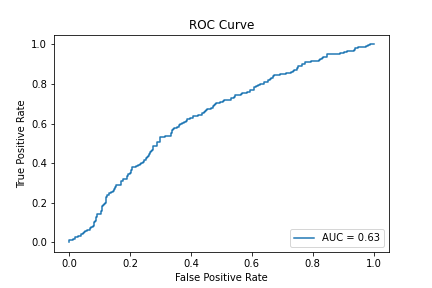 ROC Curve
True Positive Rate
1.0
0.8
0.6
0.4
0.2
0.0
AUC = 0.63
0.0 0.2 0.4 0.6 0.8 1.0
False Positive Rate